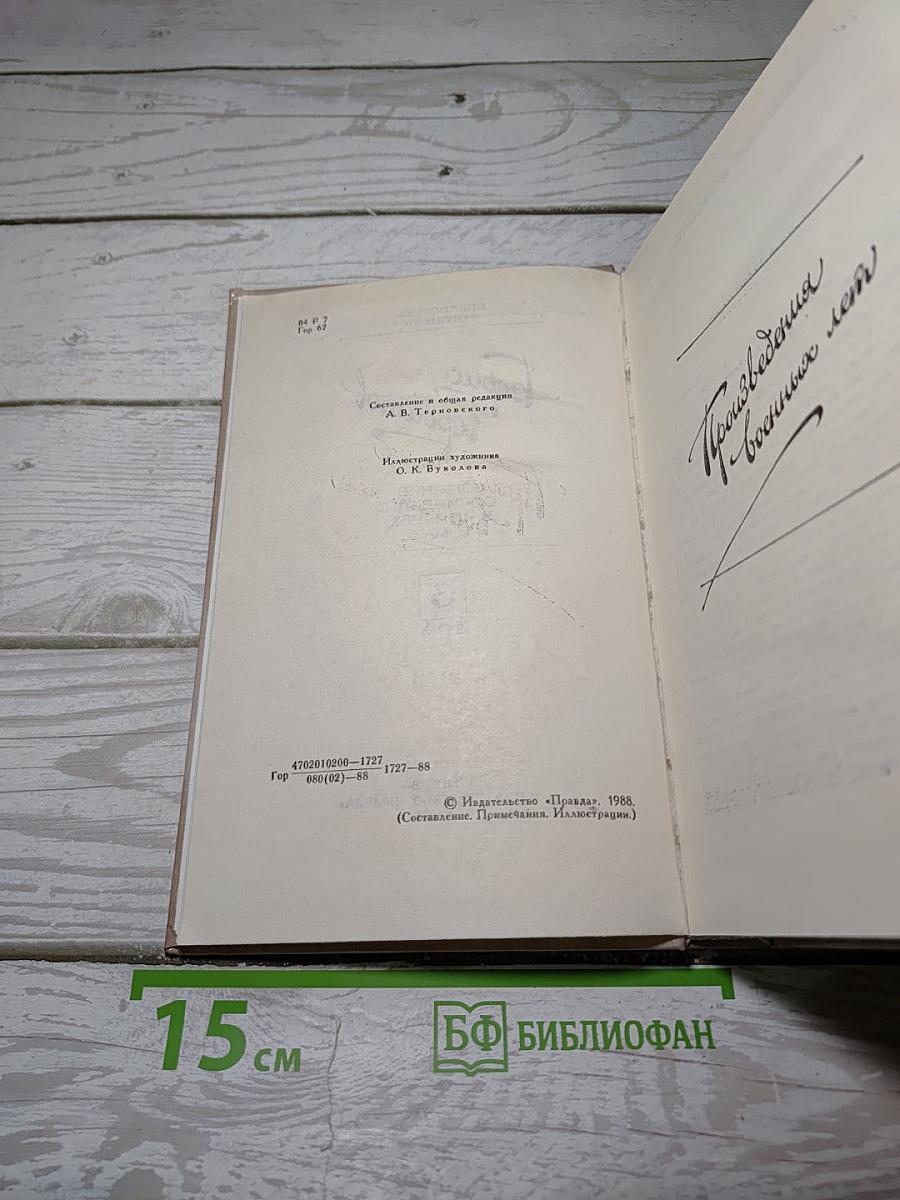 84 Р 7
Гор 67
Составление и общая редакция
А. В. Терновского
Иллюстрации художника
О. К. Вуколова
Гор 4702010200—1727
080(02)—88
1727—88
© Издательство «Правда», 1988.
(Составление. Примечания. Иллюстрации.)
Произведения
военных лет
15 см
БФ БИБЛИОФАН